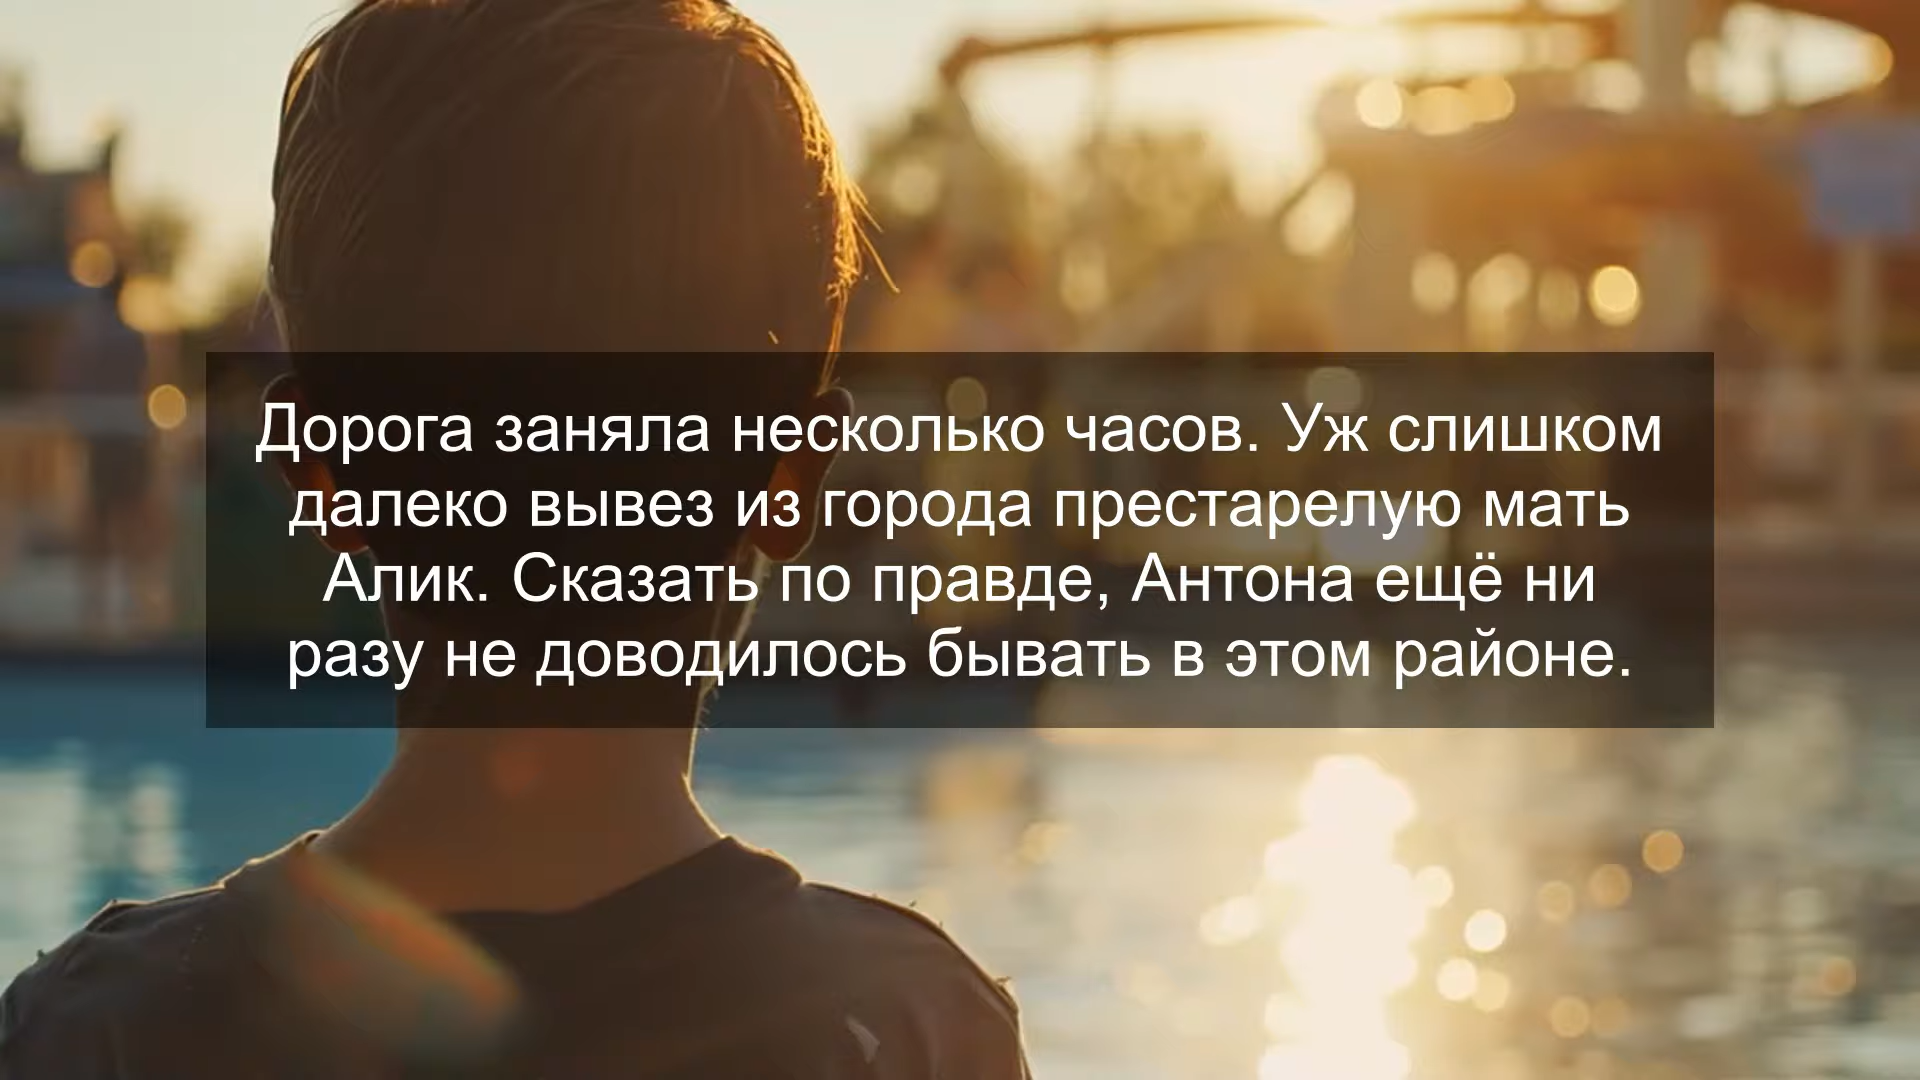 Дорога заняла несколько часов. Уж слишком
далеко вывез из города престарелую мать
Алик. Сказать по правде, Антона ещё ни
разу не доводилось бывать в этом районе.